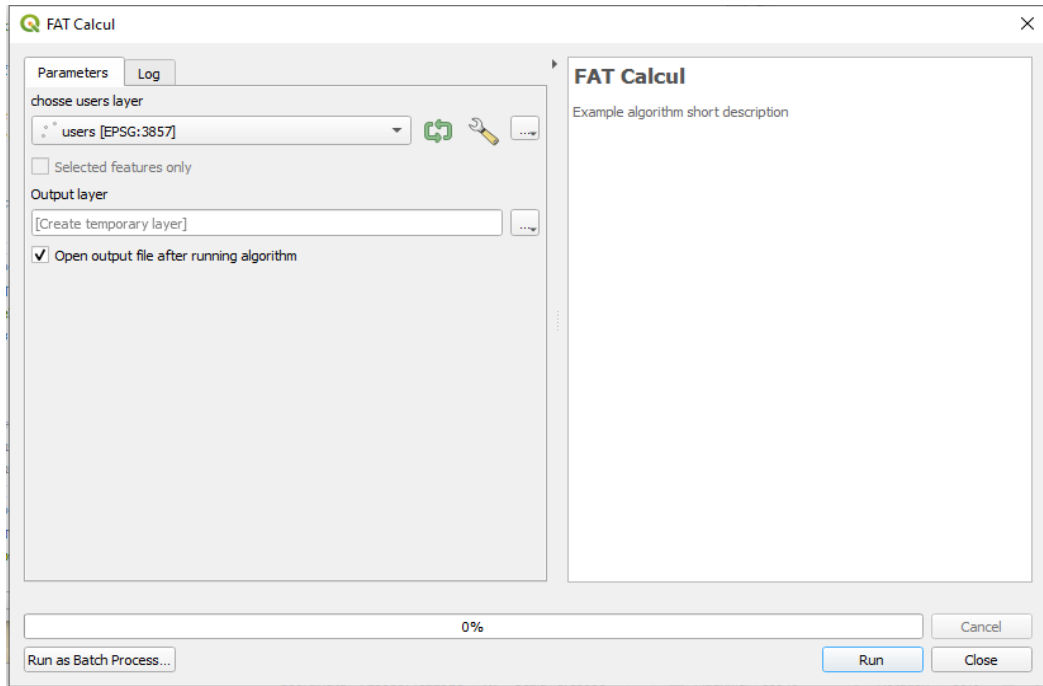 FAT Calcul
Parameters
Log
chosse users layer
users [EPSG:3857]
...
Selected features only
Output layer
[Create temporary layer]
...
Open output file after running algorithm
FAT Calcul
Example algorithm short description
0%
Cancel
Run as Batch Process...
Run
Close